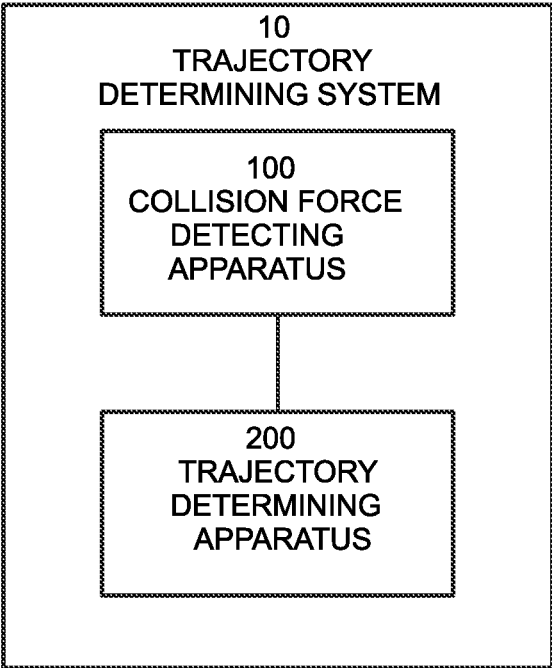 10
TRAJECTORY
DETERMINING SYSTEM
100
COLLISION FORCE
DETECTING
APPARATUS
200
TRAJECTORY
DETERMINING
APPARATUS